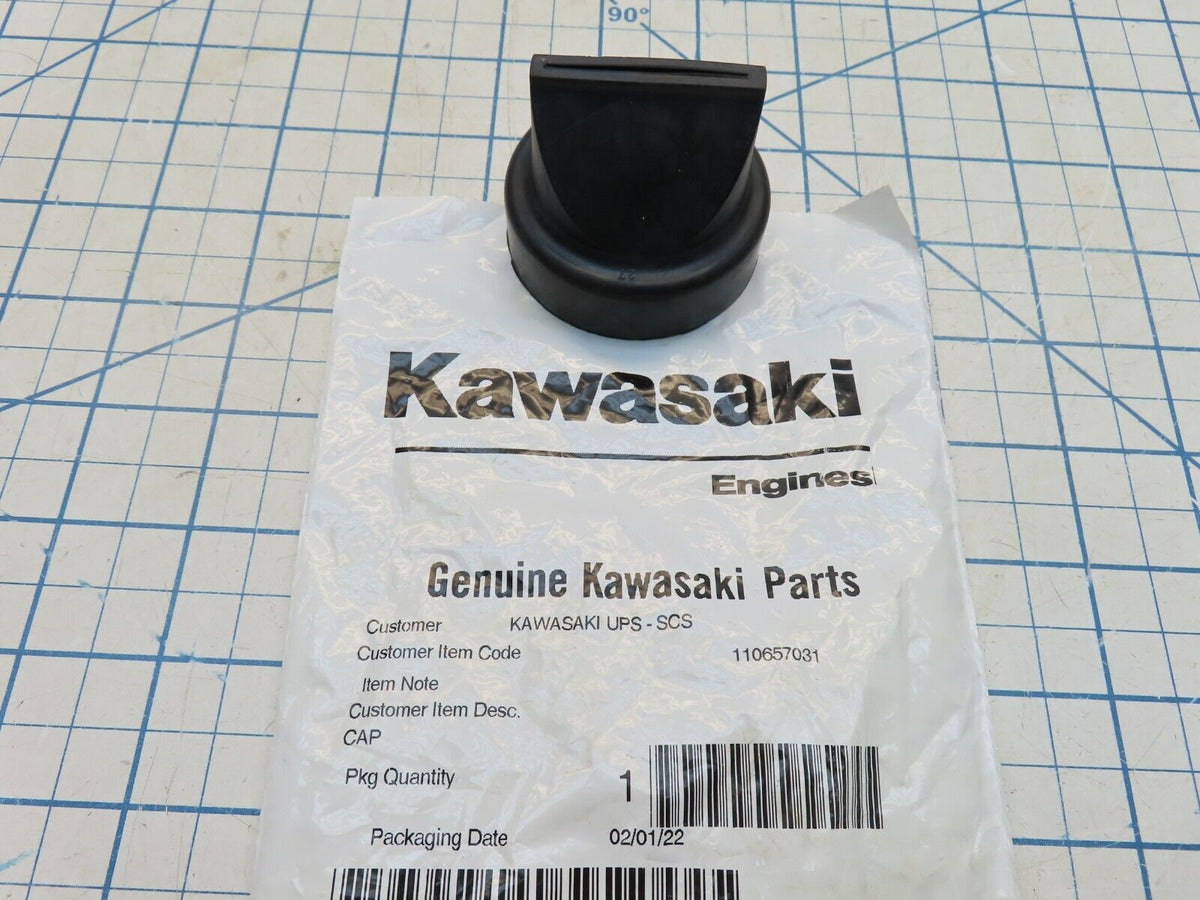 90°
27
Kawasaki
Engines
Genuine Kawasaki Parts
Customer KAWASAKI UPS - SCS
Customer Item Code 110657031
Item Note
Customer Item Desc.
CAP
Pkg Quantity 1
Packaging Date 02/01/22